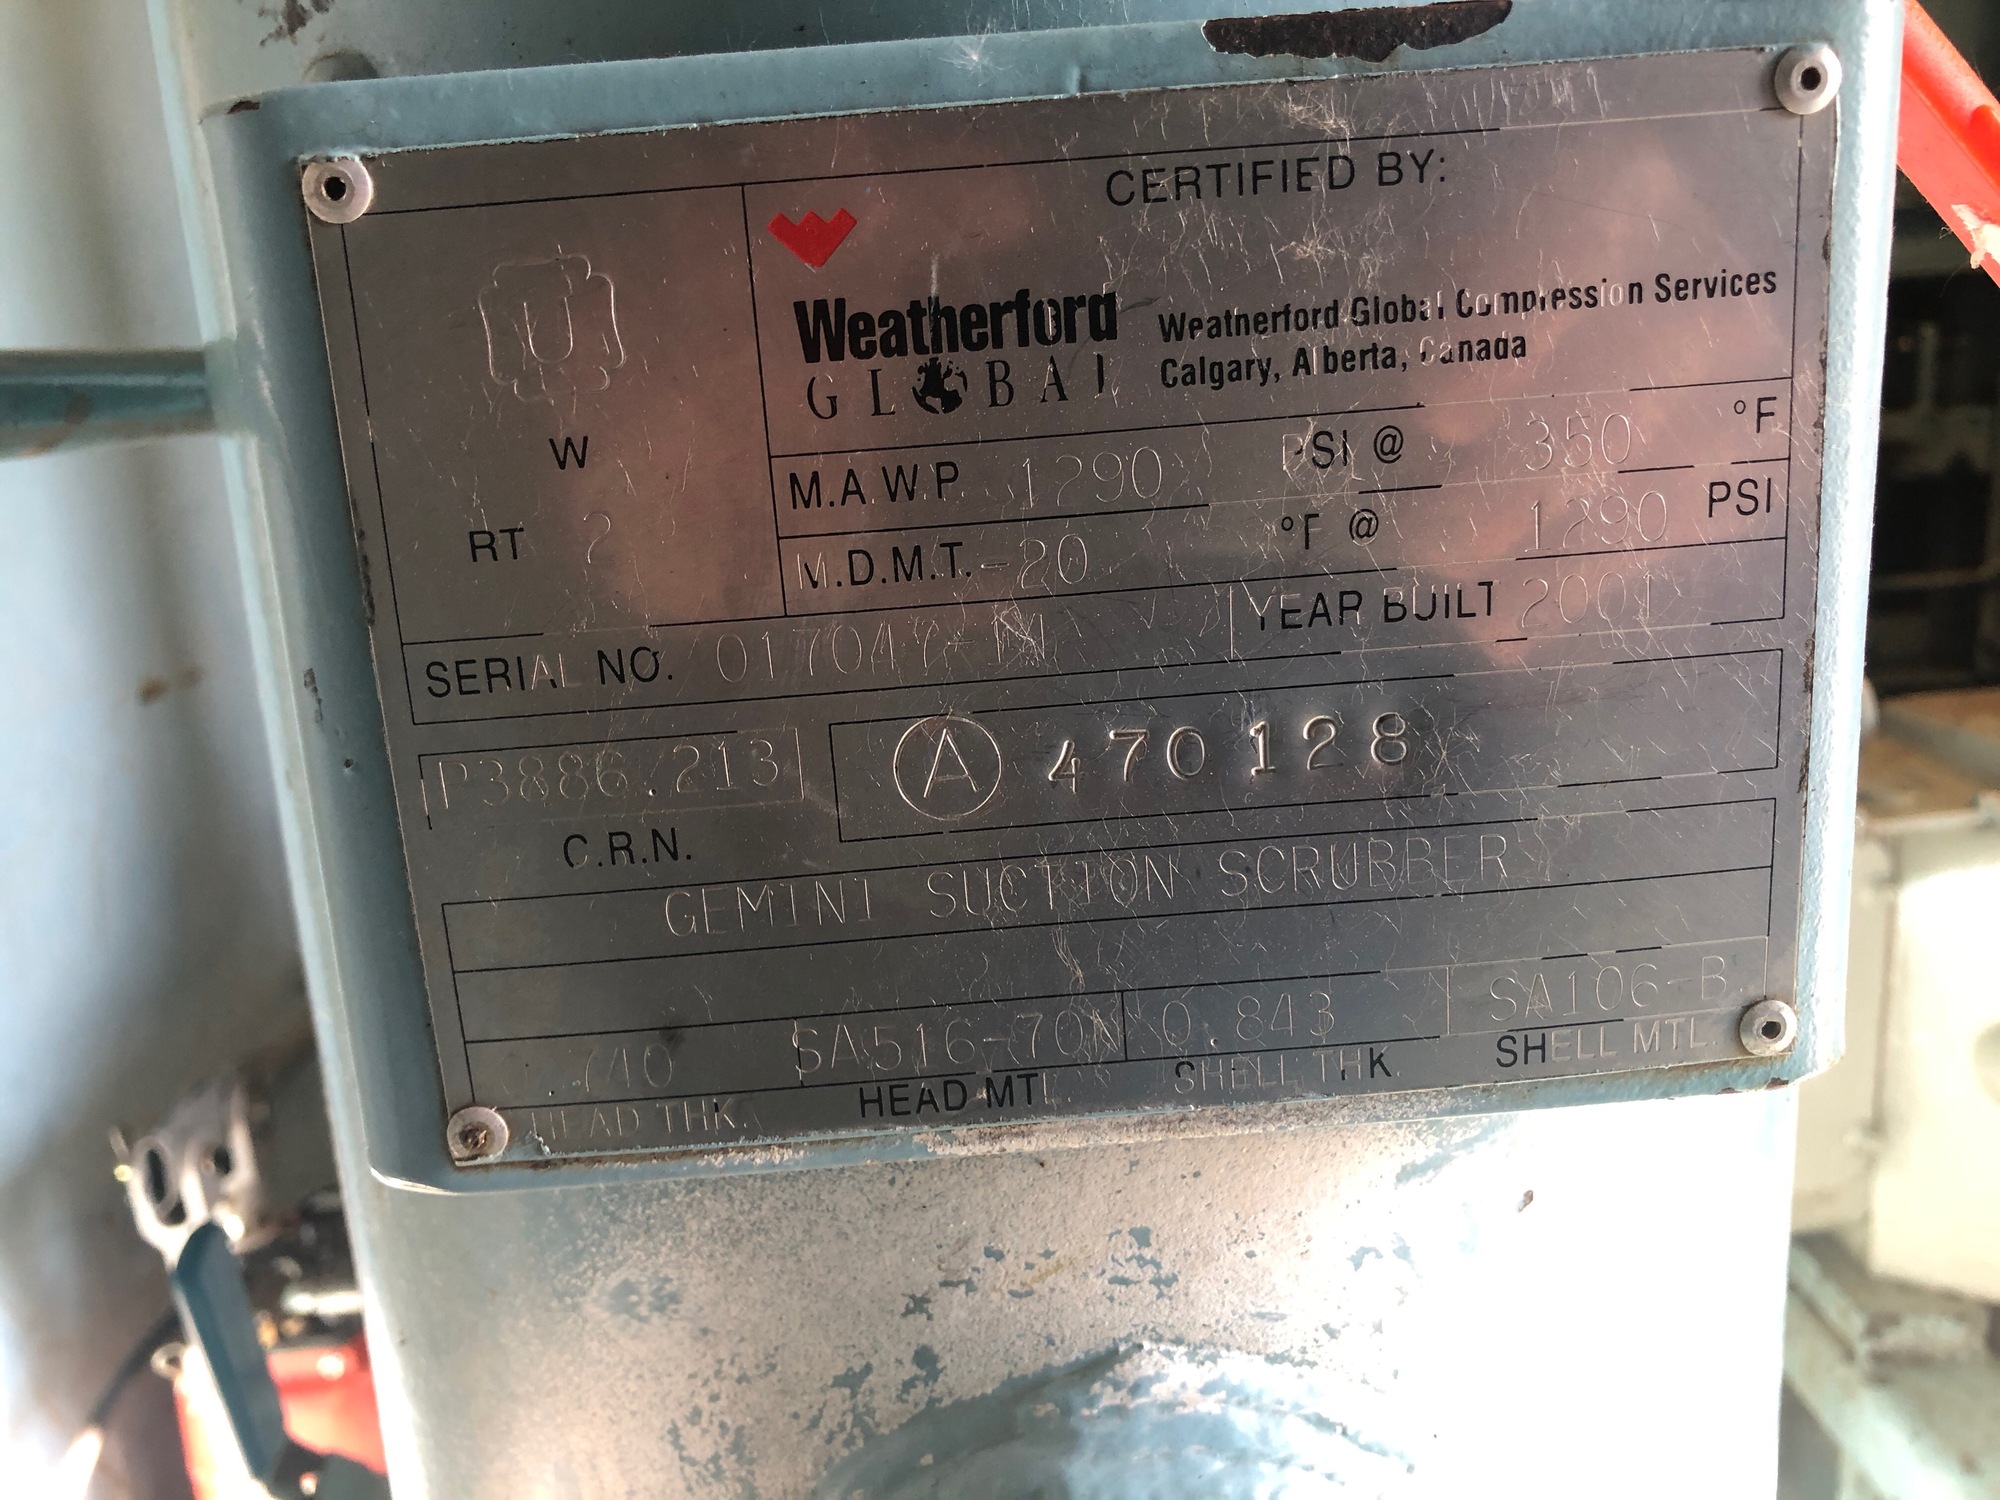 CERTIFIED BY:
U
Weatherford
GLOBAL
Weatherford Global Compression Services
Calgary, Alberta, Canada
W
RT 2
M.A.W.P. 1290 PSI @ 350 °F
M.D.M.T. -20 °F @ 1290 PSI
SERIAL NO. YEAR BUILT 2001
P3886.213
C.R.N.
A 470128
GEMINI SUCTION SCRUBBER
SA516-70N 0.843 SA106-B
HEAD THK. HEAD MTL. SHELL THK. SHELL MTL.